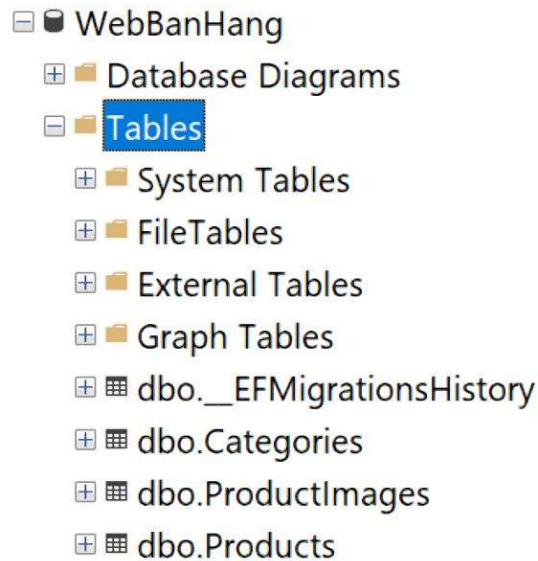 WebBanHang
Database Diagrams
Tables
System Tables
FileTables
External Tables
Graph Tables
dbo.__EFMigrationsHistory
dbo.Categories
dbo.ProductImages
dbo.Products